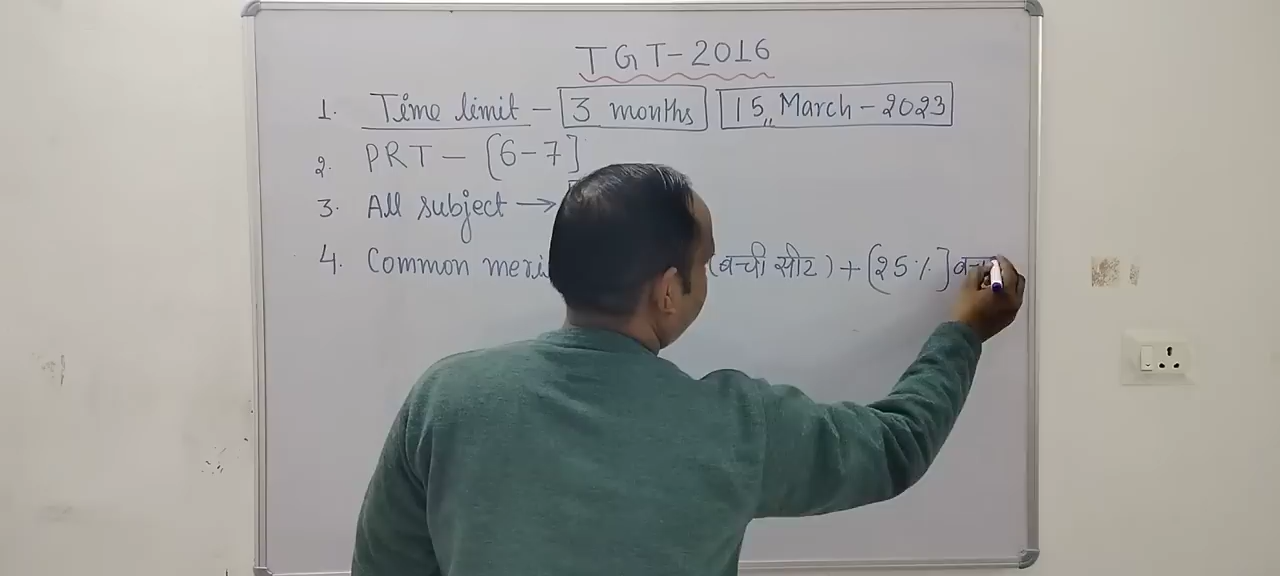 TGT-2016
1. Time limit - 3 months 15 March-2023
2. PRT - [6-7]
3. All subject →
4. Common (बच्ची सीट) + [25%]